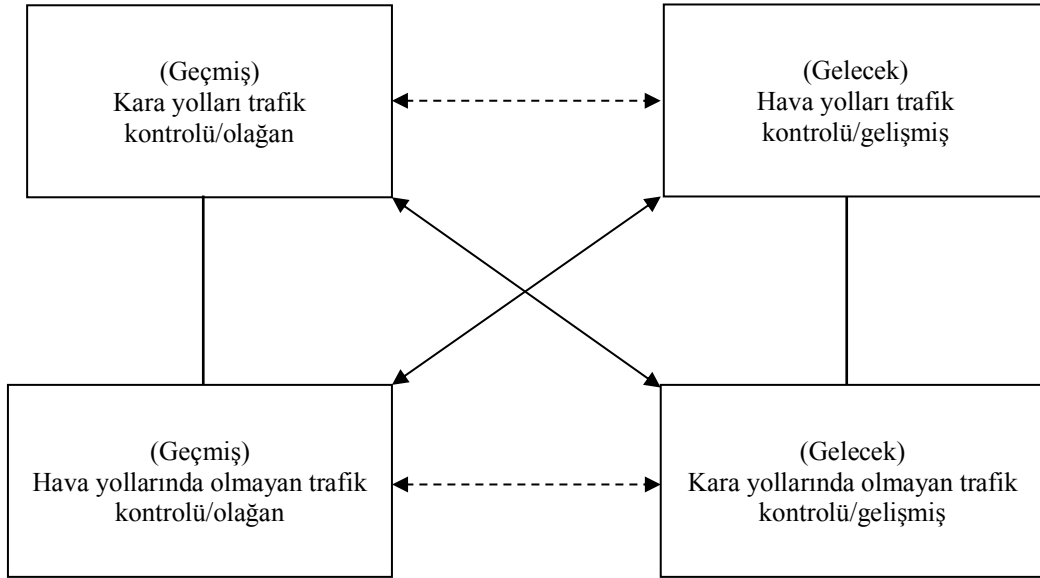 (Geçmiş)
Kara yolları trafik
kontrolü/olağan
(Gelecek)
Hava yolları trafik
kontrolü/gelişmiş
(Geçmiş)
Hava yollarında olmayan trafik
kontrolü/olağan
(Gelecek)
Kara yollarında olmayan trafik
kontrolü/gelişmiş